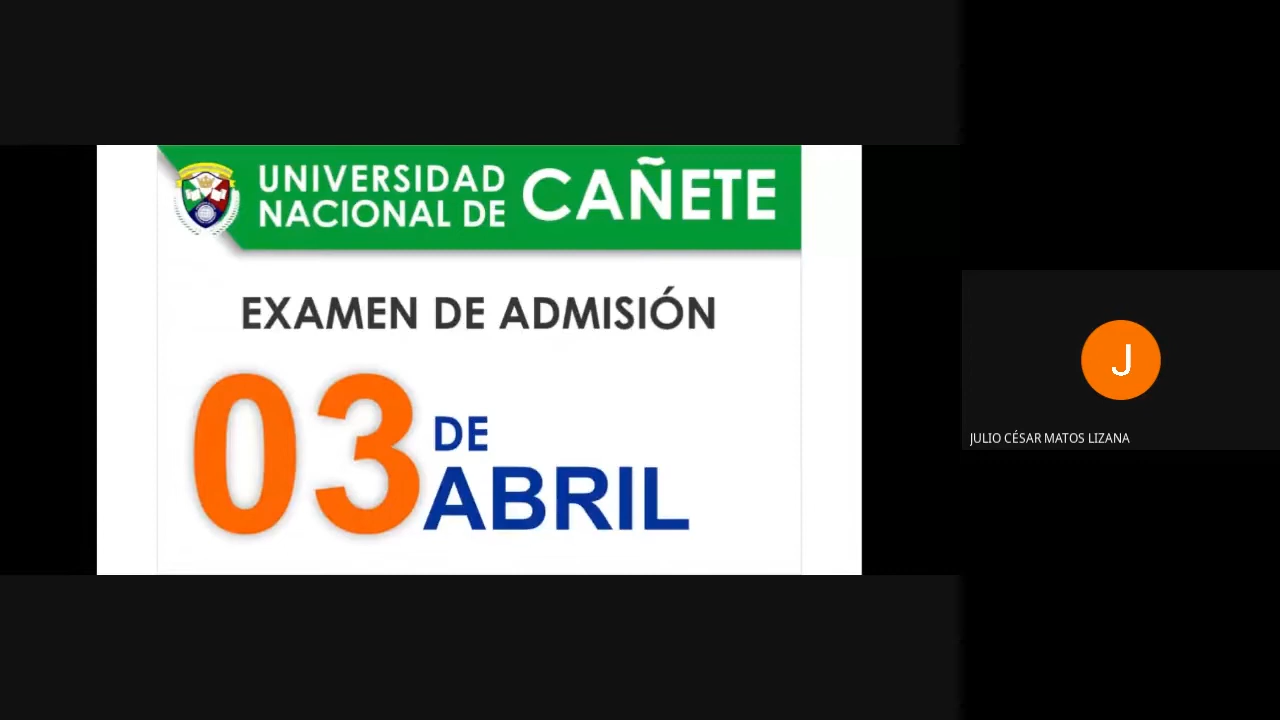 UNIVERSIDAD
NACIONAL DE CAÑETE
EXAMEN DE ADMISIÓN
03 DE
ABRIL
J
JULIO CÉSAR MATOS LIZANA